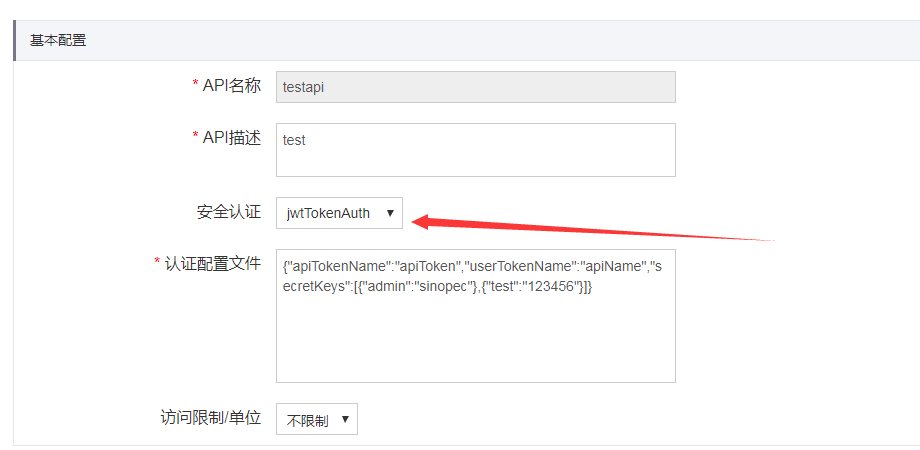 基本配置
* API名称 testapi
* API描述 test
安全认证 jwtTokenAuth
* 认证配置文件 {"apiTokenName":"apiToken","userTokenName":"apiName","s
ecretKeys":[{"admin":"sinopec"},{"test":"123456"}]}
访问限制/单位 不限制